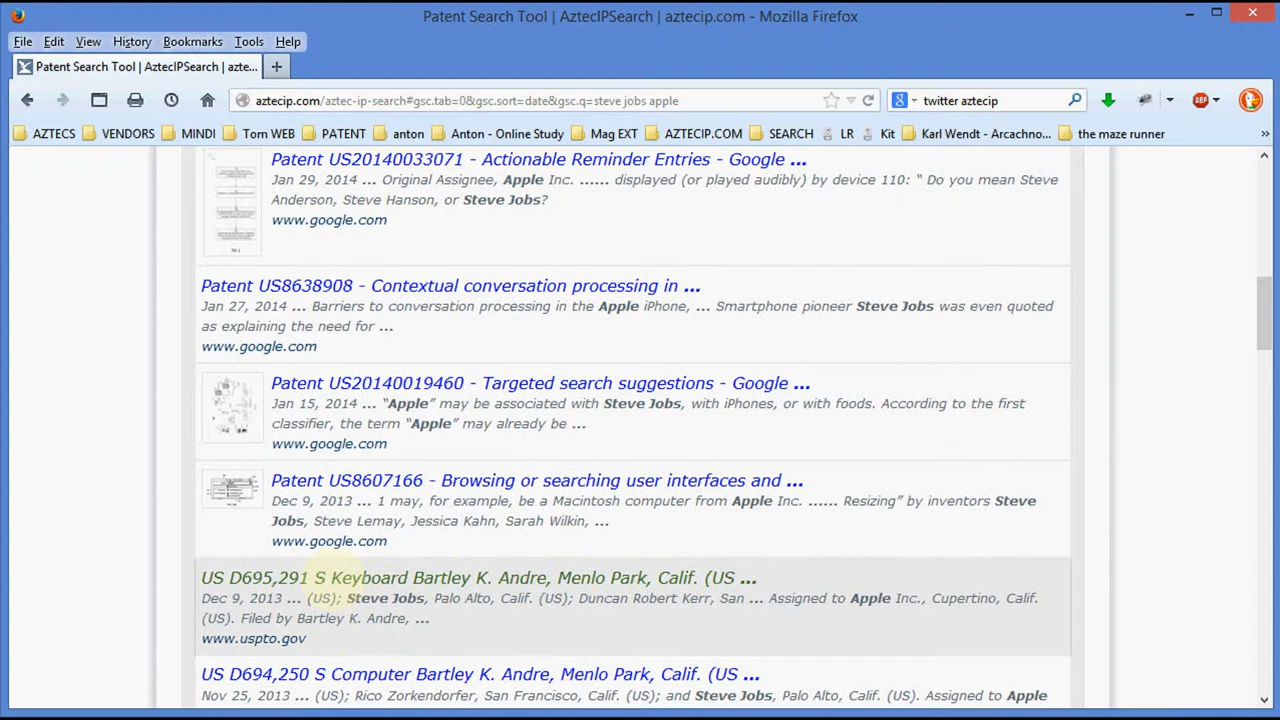 Patent Search Tool | AztecIPSearch | aztecip.com - Mozilla Firefox
File Edit View History Bookmarks Tools Help
Patent Search Tool | AztecIPSearch | azte...
aztecip.com/aztec-ip-search#gsc.tab=0&gsc.sort=date&gsc.q=steve jobs apple
twitter aztecip
ABP
AZTECS VENDORS MINDI Tom WEB PATENT anton Anton - Online Study Mag EXT AZTECIP.COM SEARCH LR Kit Karl Wendt - Arcachno... the maze runner »
Patent US20140033071 - Actionable Reminder Entries - Google ...
Jan 29, 2014 ... Original Assignee, Apple Inc. ...... displayed (or played audibly) by device 110: “ Do you mean Steve
Anderson, Steve Hanson, or Steve Jobs?
www.google.com
Patent US8638908 - Contextual conversation processing in ...
Jan 27, 2014 ... Barriers to conversation processing in the Apple iPhone, ... Smartphone pioneer Steve Jobs was even quoted
as explaining the need for ...
www.google.com
Patent US20140019460 - Targeted search suggestions - Google ...
Jan 15, 2014 ... “Apple” may be associated with Steve Jobs, with iPhones, or with foods. According to the first
classifier, the term “Apple” may already be ...
www.google.com
Patent US8607166 - Browsing or searching user interfaces and ...
Dec 9, 2013 ... 1 may, for example, be a Macintosh computer from Apple Inc. ...... Resizing” by inventors Steve
Jobs, Steve Lemay, Jessica Kahn, Sarah Wilkin, ...
www.google.com
US D695,291 S Keyboard Bartley K. Andre, Menlo Park, Calif. (US ...
Dec 9, 2013 ... (US); Steve Jobs, Palo Alto, Calif. (US); Duncan Robert Kerr, San ... Assigned to Apple Inc., Cupertino, Calif.
(US). Filed by Bartley K. Andre, ...
www.uspto.gov
US D694,250 S Computer Bartley K. Andre, Menlo Park, Calif. (US ...
Nov 25, 2013 ... (US); Rico Zorkendorfer, San Francisco, Calif. (US); and Steve Jobs, Palo Alto, Calif. (US). Assigned to Apple